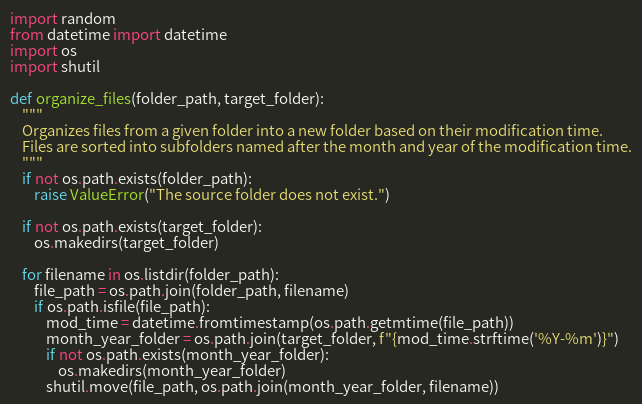 import random
from datetime import datetime
import os
import shutil

def organize_files(folder_path, target_folder):
    """
    Organizes files from a given folder into a new folder based on their modification time.
    Files are sorted into subfolders named after the month and year of the modification time.
    """
    if not os.path.exists(folder_path):
        raise ValueError("The source folder does not exist.")

    if not os.path.exists(target_folder):
        os.makedirs(target_folder)

    for filename in os.listdir(folder_path):
        file_path = os.path.join(folder_path, filename)
        if os.path.isfile(file_path):
            mod_time = datetime.fromtimestamp(os.path.getmtime(file_path))
            month_year_folder = os.path.join(target_folder, f"{mod_time.strftime('%Y-%m')}")
            if not os.path.exists(month_year_folder):
                os.makedirs(month_year_folder)
            shutil.move(file_path, os.path.join(month_year_folder, filename))